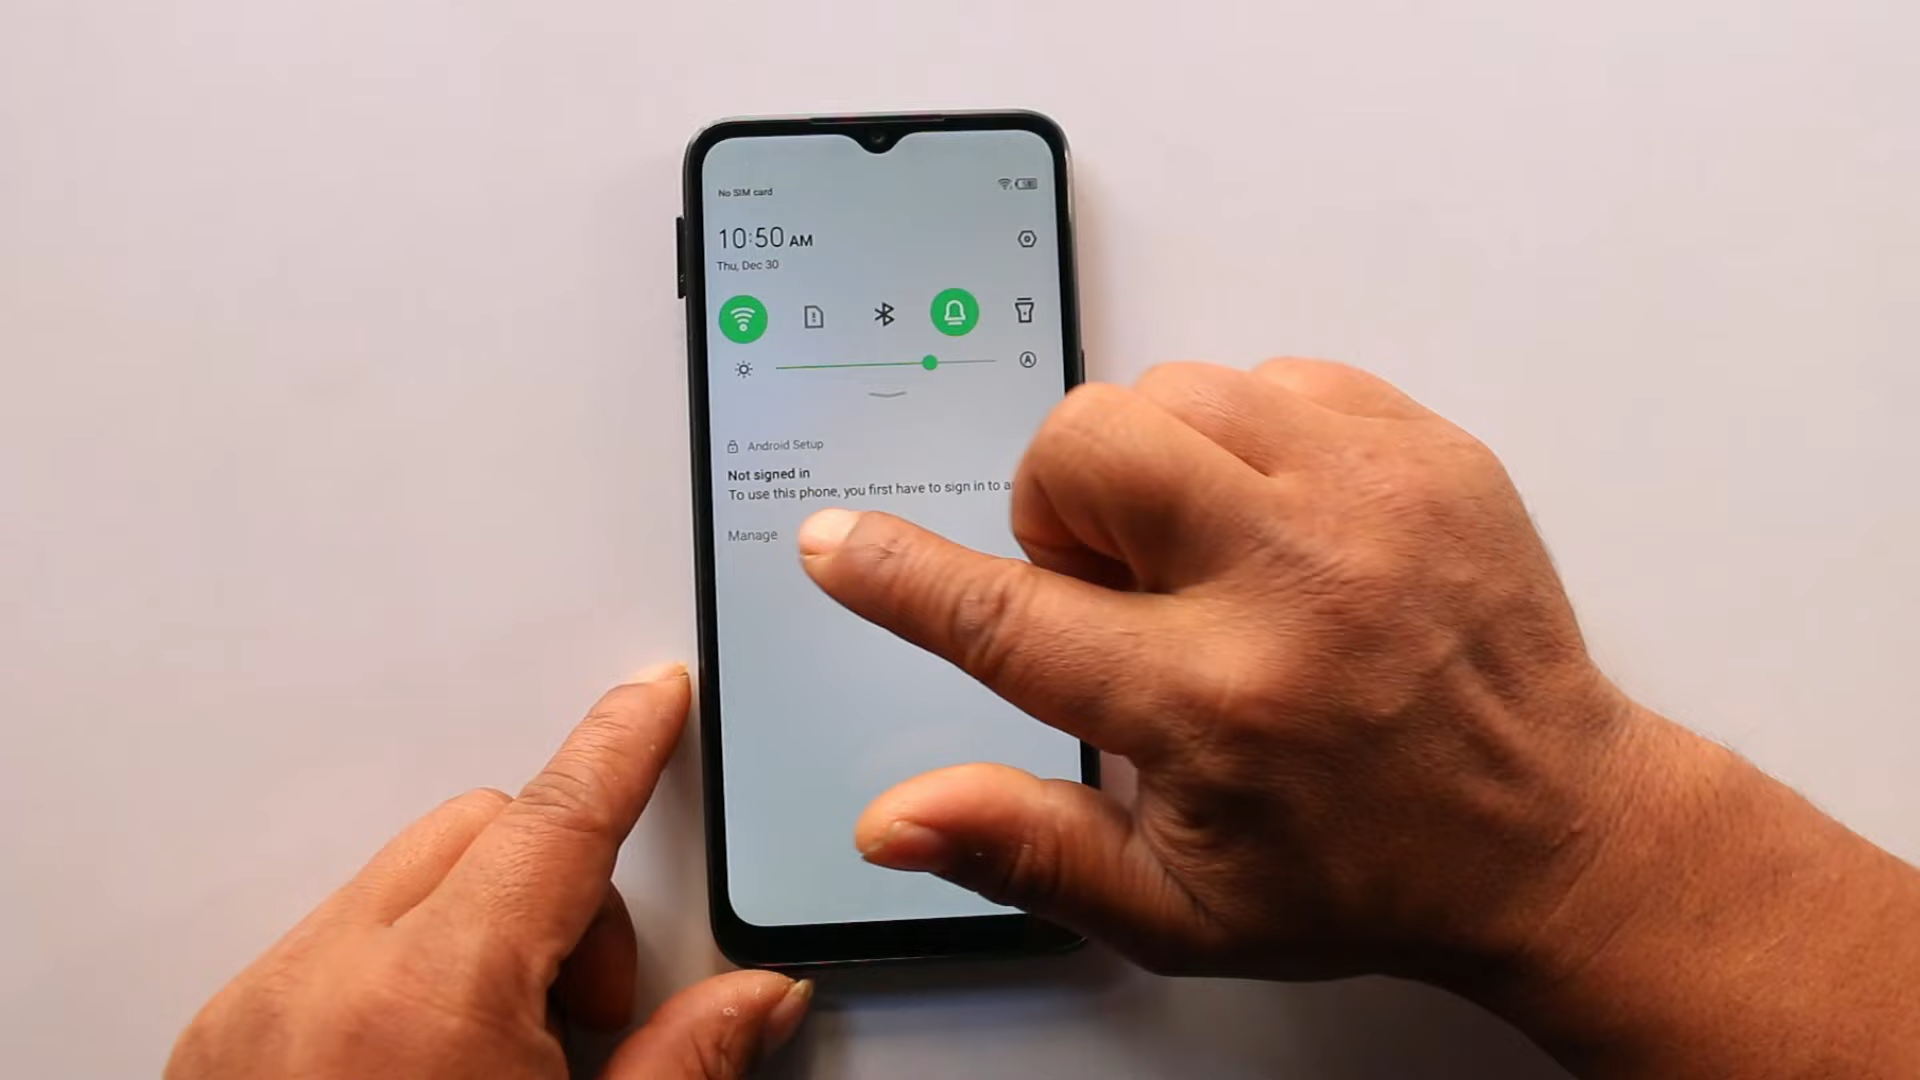 No SIM card
10:50 AM
Thu, Dec 30
Android Setup
Not signed in
To use this phone, you first have to sign in to
Manage